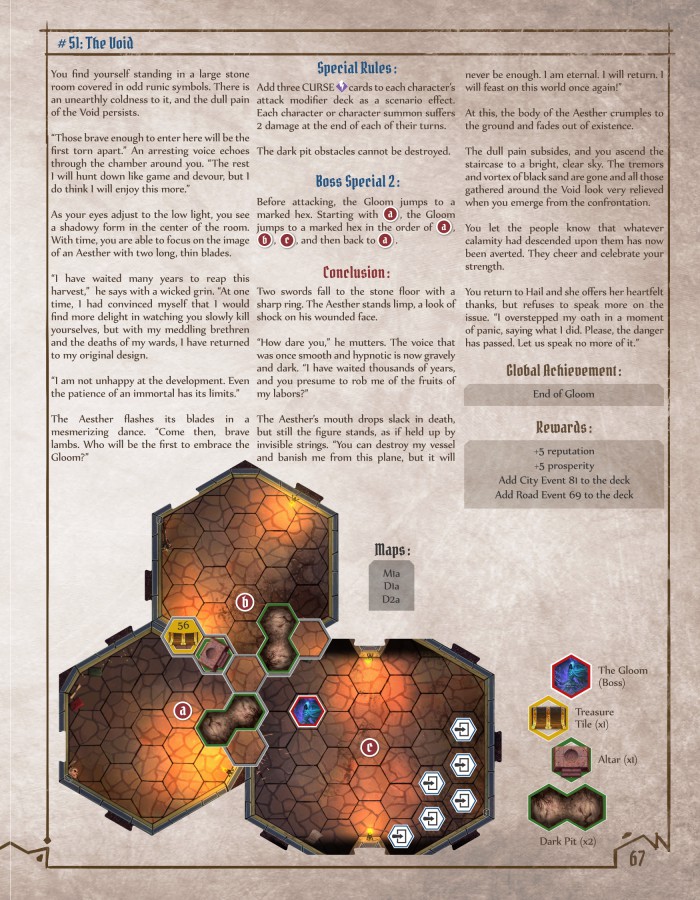 #51: The Void
You find yourself standing in a large stone
room covered in odd runic symbols. There is
an unearthly coldness to it, and the dull pain
of the Void persists.
"Those brave enough to enter here will be the
first torn apart." An arresting voice echoes
through the chamber around you. "The rest
I will hunt down like game and devour, but I
do think I will enjoy this more."
As your eyes adjust to the low light, you see
a shadowy form in the center of the room.
With time, you are able to focus on the image
of an Aesther with two long, thin blades.
"I have waited many years to reap this
harvest," he says with a wicked grin. "At one
time, I had convinced myself that I would
find more delight in watching you slowly kill
yourselves, but with my meddling brethren
and the deaths of my wards, I have returned
to my original design.
"I am not unhappy at the development. Even
the patience of an immortal has its limits."
The Aesther flashes its blades in a
mesmerizing dance. "Come then, brave
lambs. Who will be the first to embrace the
Gloom?"
Special Rules:
Add three CURSE cards to each character's
attack modifier deck as a scenario effect.
Each character or character summon suffers
2 damage at the end of each of their turns.
The dark pit obstacles cannot be destroyed.
Boss Special 2:
Before attacking, the Gloom jumps to a
marked hex. Starting with a, the Gloom
jumps to a marked hex in the order of a,
b, c, and then back to a.
Conclusion:
Two swords fall to the stone floor with a
sharp ring. The Aesther stands limp, a look of
shock on his wounded face.
"How dare you," he mutters. The voice that
was once smooth and hypnotic is now gravely
and dark. "I have waited thousands of years,
and you presume to rob me of the fruits of
my labors?"
The Aesther's mouth drops slack in death,
but still the figure stands, as if held up by
invisible strings. "You can destroy my vessel
and banish me from this plane, but it will
never be enough. I am eternal. I will return. I
will feast on this world once again!"
At this, the body of the Aesther crumples to
the ground and fades out of existence.
The dull pain subsides, and you ascend the
staircase to a bright, clear sky. The tremors
and vortex of black sand are gone and all those
gathered around the Void look very relieved
when you emerge from the confrontation.
You let the people know that whatever
calamity had descended upon them has now
been averted. They cheer and celebrate your
strength.
You return to Hail and she offers her heartfelt
thanks, but refuses to speak more on the
issue. "I overstepped my oath in a moment
of panic, saying what I did. Please, the danger
has passed. Let us speak no more of it."
Global Achievement:
End of Gloom
Rewards:
+5 reputation
+5 prosperity
Add City Event 81 to the deck
Add Road Event 69 to the deck
Maps:
M1a
D1a
D2a
b
56
a
c
The Gloom
(Boss)
Treasure
Tile (x1)
Altar (x1)
Dark Pit (x2)
67